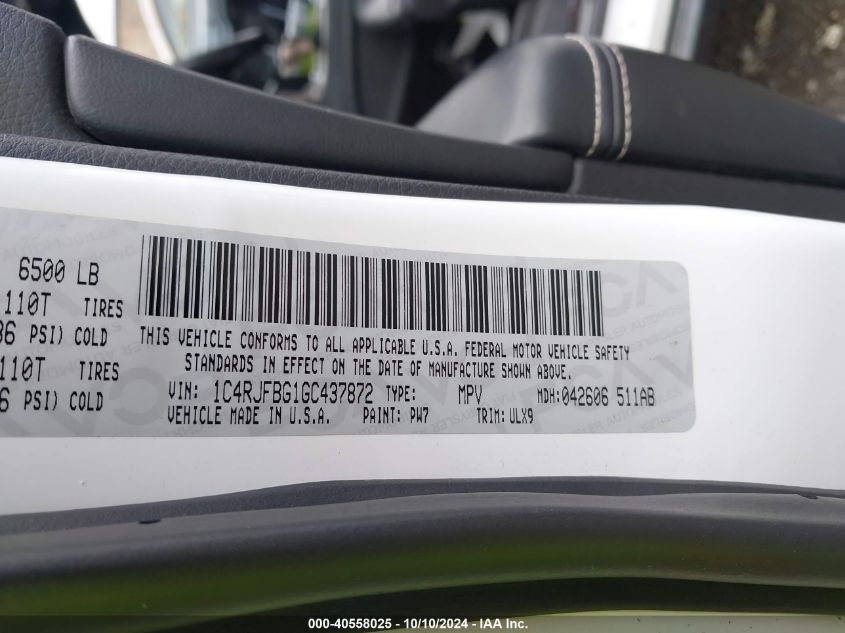 6500 LB
110T TIRES
36 PSI) COLD
110T TIRES
6 PSI) COLD
THIS VEHICLE CONFORMS TO ALL APPLICABLE U.S.A. FEDERAL MOTOR VEHICLE SAFETY
STANDARDS IN EFFECT ON THE DATE OF MANUFACTURE SHOWN ABOVE.
VIN: 1C4RJFBG1GC437872 TYPE: MPV MDH: 042606 511AB
VEHICLE MADE IN U.S.A. PAINT: PW7 TRIM: ULX9
000-40558025 - 10/10/2024 - IAA Inc.